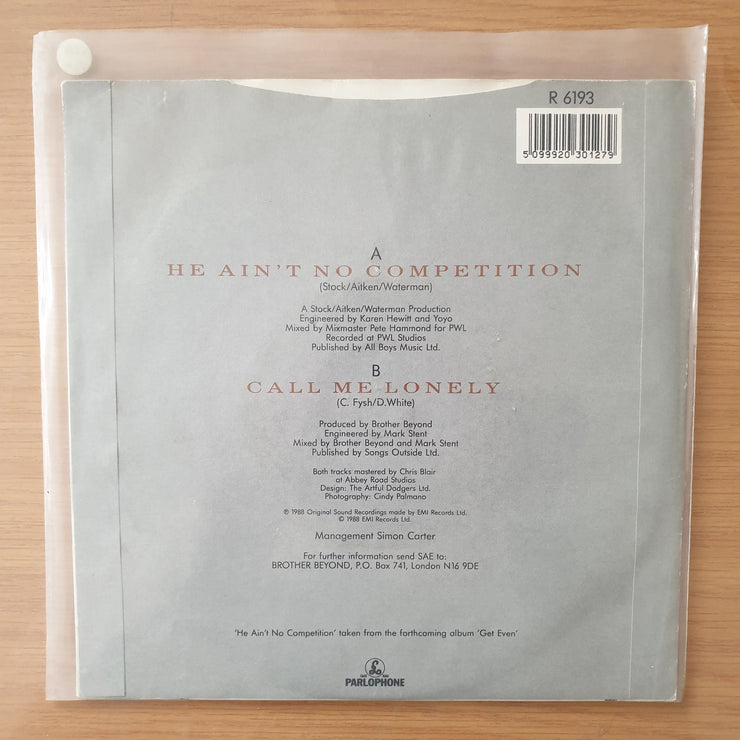 R 6193
5 099920 301279
A
HE AIN'T NO COMPETITION
(Stock/Aitken/Waterman)
A Stock/Aitken/Waterman Production
Engineered by Karen Hewitt and Yoyo
Mixed by Mixmaster Pete Hammond for PWL
Recorded at PWL Studios
Published by All Boys Music Ltd.
B
CALL ME LONELY
(C. Fysh/D.White)
Produced by Brother Beyond
Engineered by Mark Stent
Mixed by Brother Beyond and Mark Stent
Published by Songs Outside Ltd.
Both tracks mastered by Chris Blair
at Abbey Road Studios
Design: The Artful Dodgers Ltd.
Photography: Cindy Palmano
℗ 1988 Original Sound Recordings made by EMI Records Ltd.
© 1988 EMI Records Ltd.
Management Simon Carter
For further information send SAE to:
BROTHER BEYOND, P.O. Box 741, London N16 9DE
'He Ain't No Competition' taken from the forthcoming album 'Get Even'
PARLOPHONE